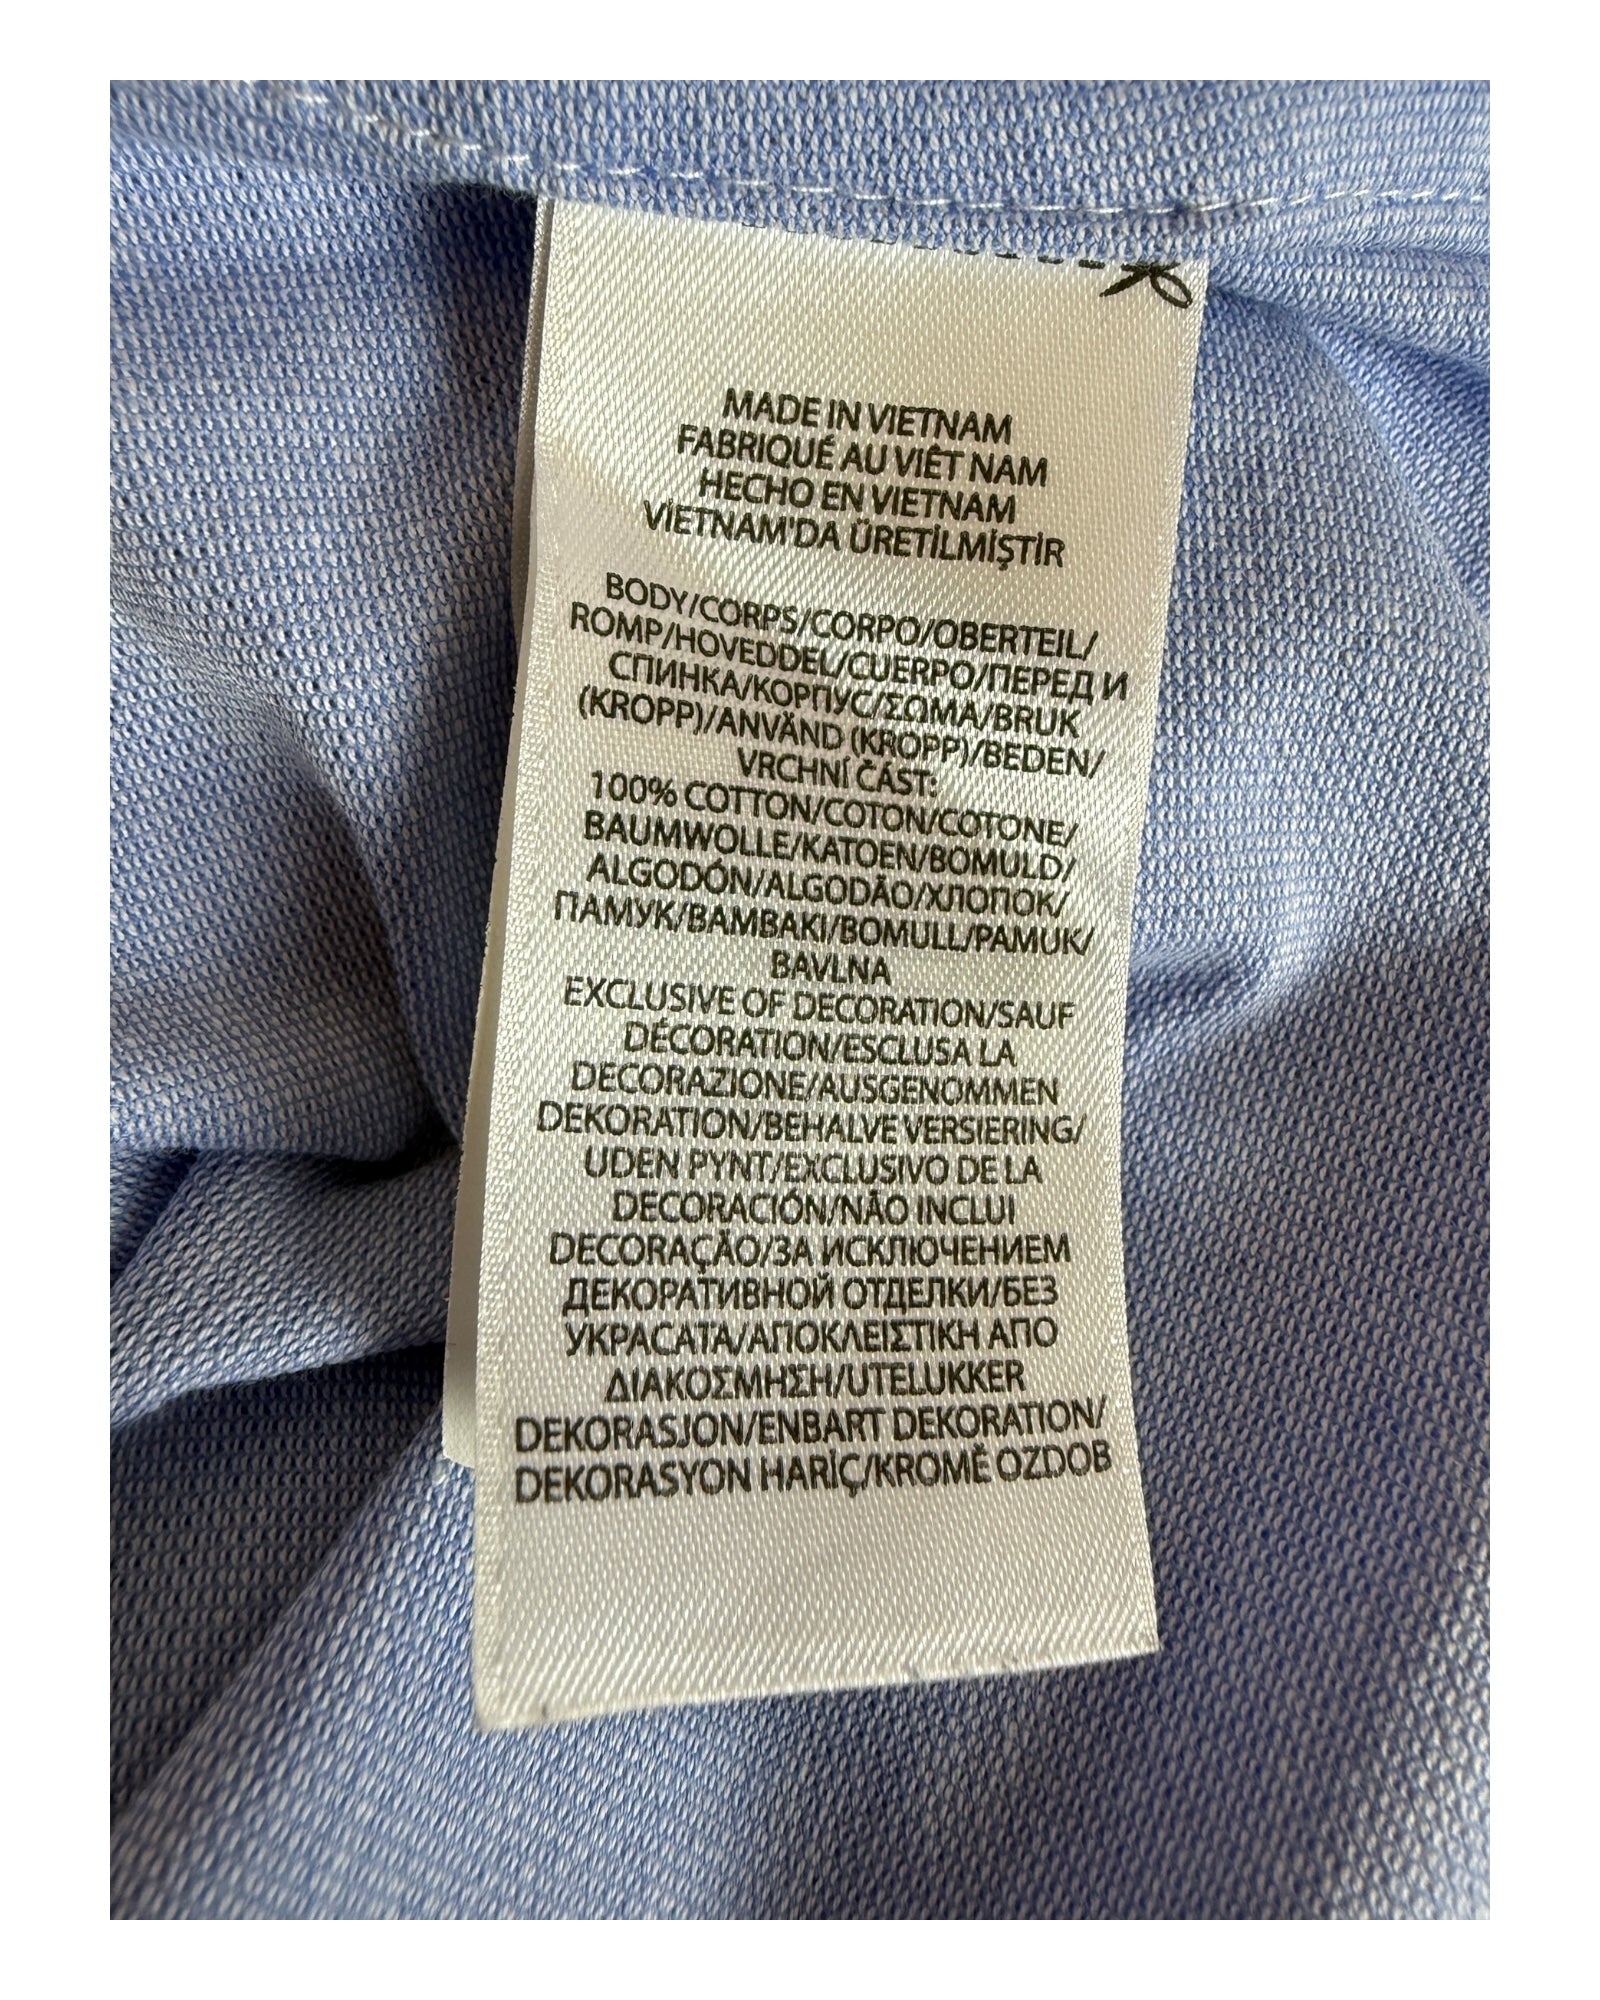 MADE IN VIETNAM
FABRIQUÉ AU VIÊT NAM
HECHO EN VIETNAM
VİETNAM'DA ÜRETİLMİŞTİR
BODY/CORPS/CORPO/OBERTEIL/
ROMP/HOVEDDEL/CUERPO/ПЕРЕД И
СПИНКА/КОРПУС/ΣΩΜΑ/BRUK
(KROPP)/ANVÄND (KROPP)/BEDEN/
VRCHNÍ ČÁST:
100% COTTON/COTON/COTONE/
BAUMWOLLE/KATOEN/BOMULD/
ALGODÓN/ALGODÃO/ХЛОПОК/
ПАМУК/ΒΑΜΒΑΚΙ/BOMULL/PAMUK/
BAVLNA
EXCLUSIVE OF DECORATION/SAUF
DÉCORATION/ESCLUSA LA
DECORAZIONE/AUSGENOMMEN
DEKORATION/BEHALVE VERSIERING/
UDEN PYNT/EXCLUSIVO DE LA
DECORACIÓN/NÃO INCLUI
DECORAÇÃO/ЗА ИСКЛЮЧЕНИЕМ
ДЕКОРАТИВНОЙ ОТДЕЛКИ/БЕЗ
УКРАСАТА/ΑΠΟΚΛΕΙΣΤΙΚΗ ΑΠΟ
ΔΙΑΚΟΣΜΗΣΗ/UTELUKKER
DEKORASJON/ENBART DEKORATION/
DEKORASYON HARİÇ/KROMĚ OZDOB